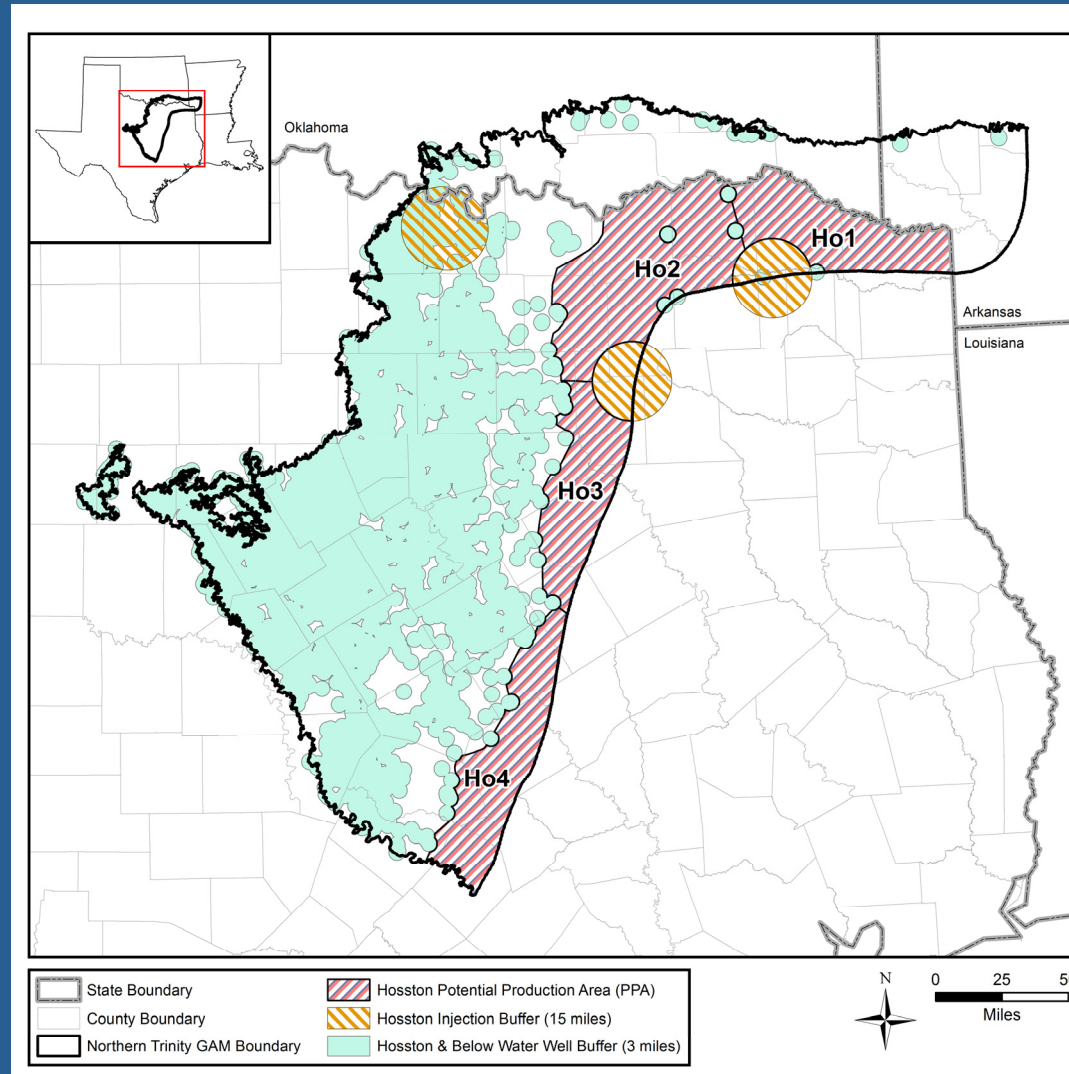 Oklahoma
Ho1
Ho2
Arkansas
Louisiana
Ho3
Ho4
State Boundary
County Boundary
Northern Trinity GAM Boundary
Hosston Potential Production Area (PPA)
Hosston Injection Buffer (15 miles)
Hosston & Below Water Well Buffer (3 miles)
N
0 25 50
Miles